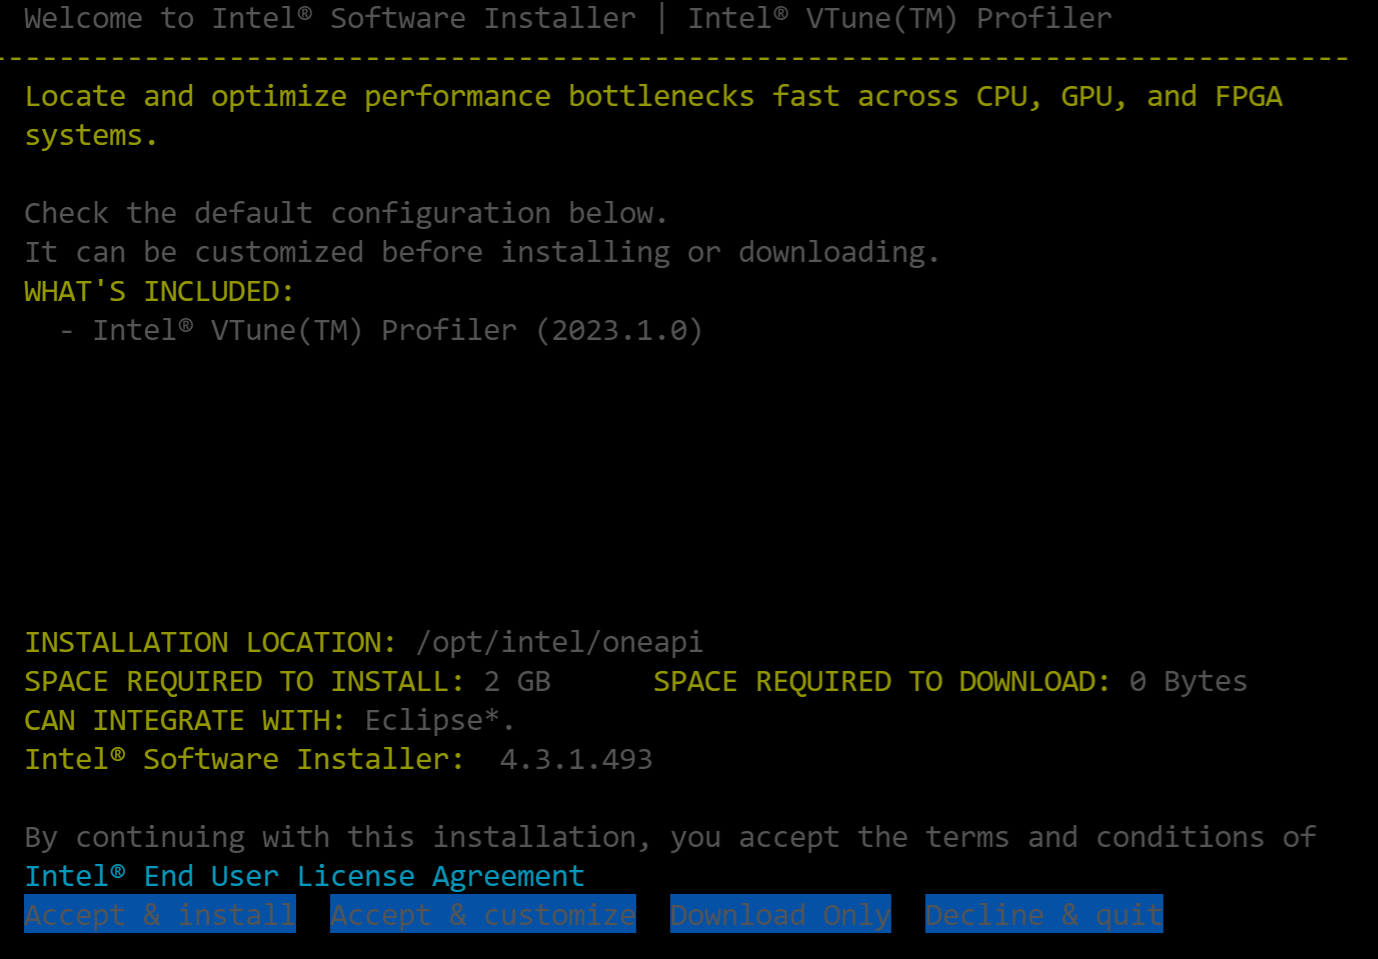 Welcome to Intel® Software Installer | Intel® VTune(TM) Profiler
--------------------------------------------------------------------------------
Locate and optimize performance bottlenecks fast across CPU, GPU, and FPGA
systems.
Check the default configuration below.
It can be customized before installing or downloading.
WHAT'S INCLUDED:
- Intel® VTune(TM) Profiler (2023.1.0)
INSTALLATION LOCATION: /opt/intel/oneapi
SPACE REQUIRED TO INSTALL: 2 GB SPACE REQUIRED TO DOWNLOAD: 0 Bytes
CAN INTEGRATE WITH: Eclipse*.
Intel® Software Installer: 4.3.1.493
By continuing with this installation, you accept the terms and conditions of
Intel® End User License Agreement
Accept & install Accept & customize Download Only Decline & quit